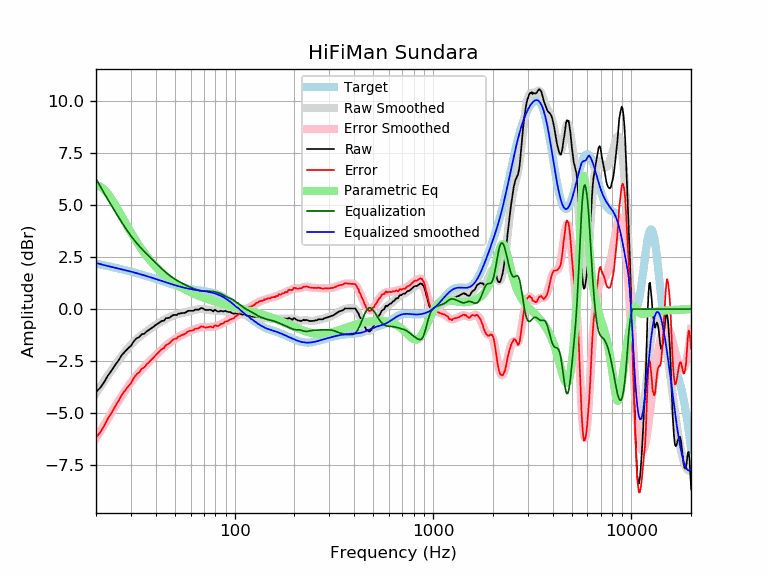 HiFiMan Sundara
Target
Raw Smoothed
Error Smoothed
Raw
Error
Parametric Eq
Equalization
Equalized smoothed
Amplitude (dBr)
10.0
7.5
5.0
2.5
0.0
−2.5
−5.0
−7.5
100
1000
10000
Frequency (Hz)